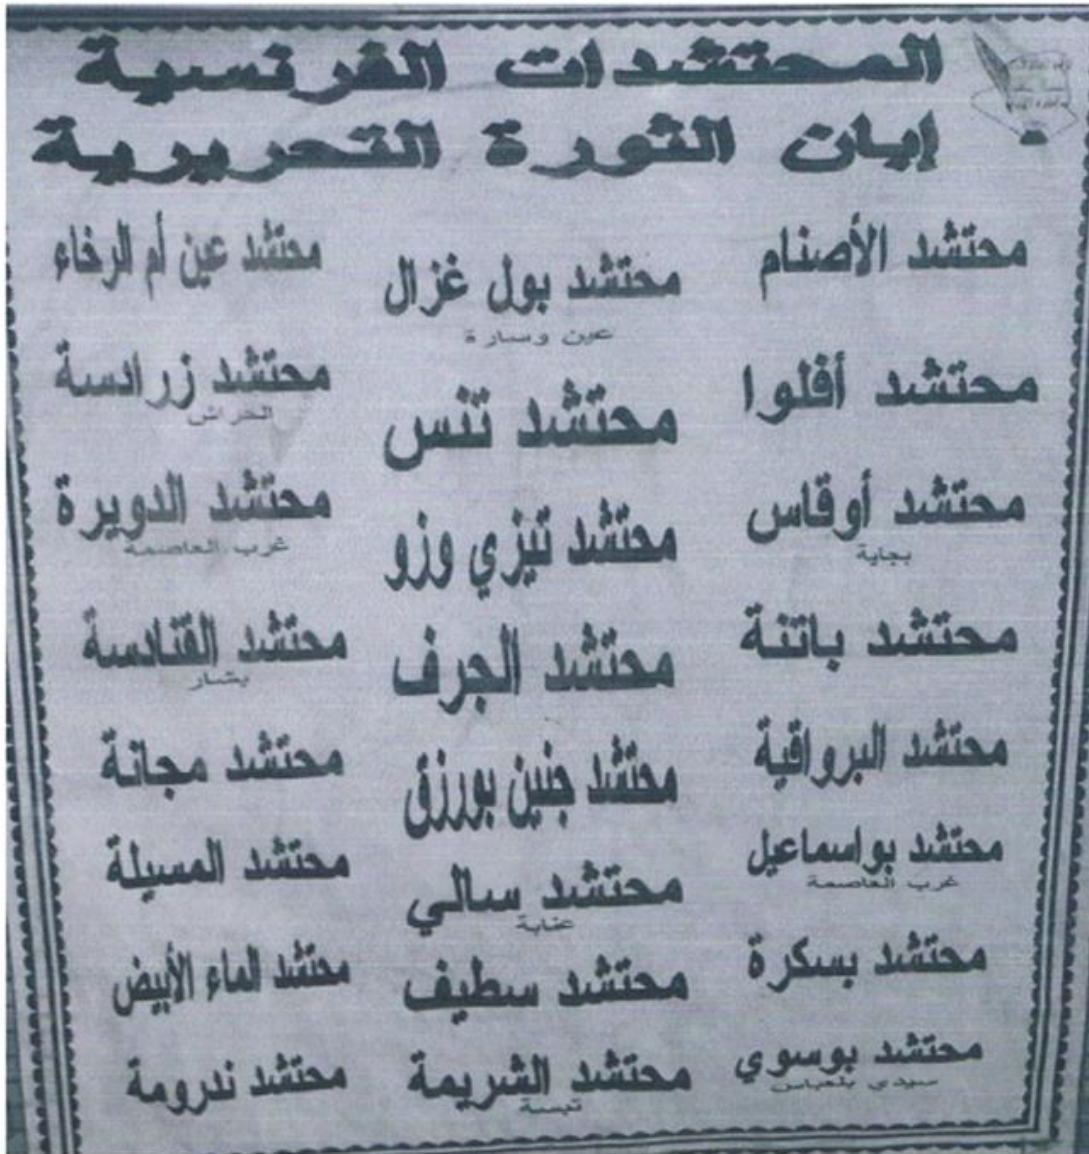 المحتشدات الفرنسية
إبان الثورة التحريرية -
محتشد الأصنام
محتشد أفلوا
محتشد أوقاس
بجاية
محتشد باتنة
محتشد البرواقية
محتشد بواسماعيل
غرب العاصمة
محتشد بسكرة
محتشد بوسوي
سيدي بلعباس
محتشد بول غزال
عين وسارة
محتشد تنس
محتشد تيزي وزو
محتشد الجرف
محتشد جنين بورزق
محتشد سالي
عنابة
محتشد سطيف
محتشد الشريمة
تبسة
محتشد عين أم الرخاء
محتشد زرادسة
الحراش
محتشد الدويرة
غرب العاصمة
محتشد القنادسة
بشار
محتشد مجانة
محتشد المسيلة
محتشد الماء الأبيض
محتشد ندرومة